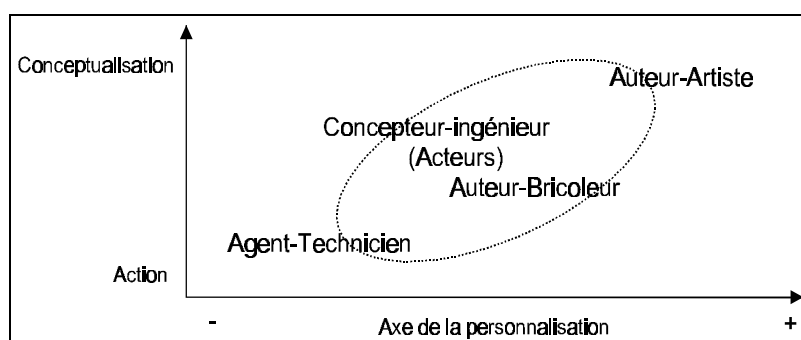 Conceptualisation
Auteur-Artiste
Concepteur-ingénieur
(Acteurs)
Auteur-Bricoleur
Agent-Technicien
Action
- Axe de la personnalisation +